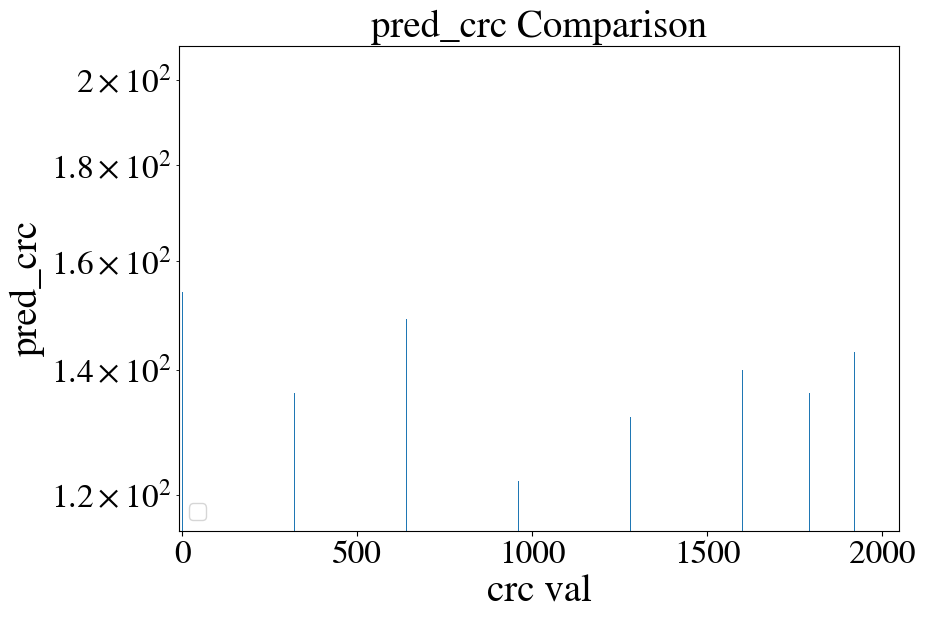 pred_crc Comparison
2×10²
1.8×10²
1.6×10²
1.4×10²
1.2×10²
pred_crc
0 500 1000 1500 2000
crc val